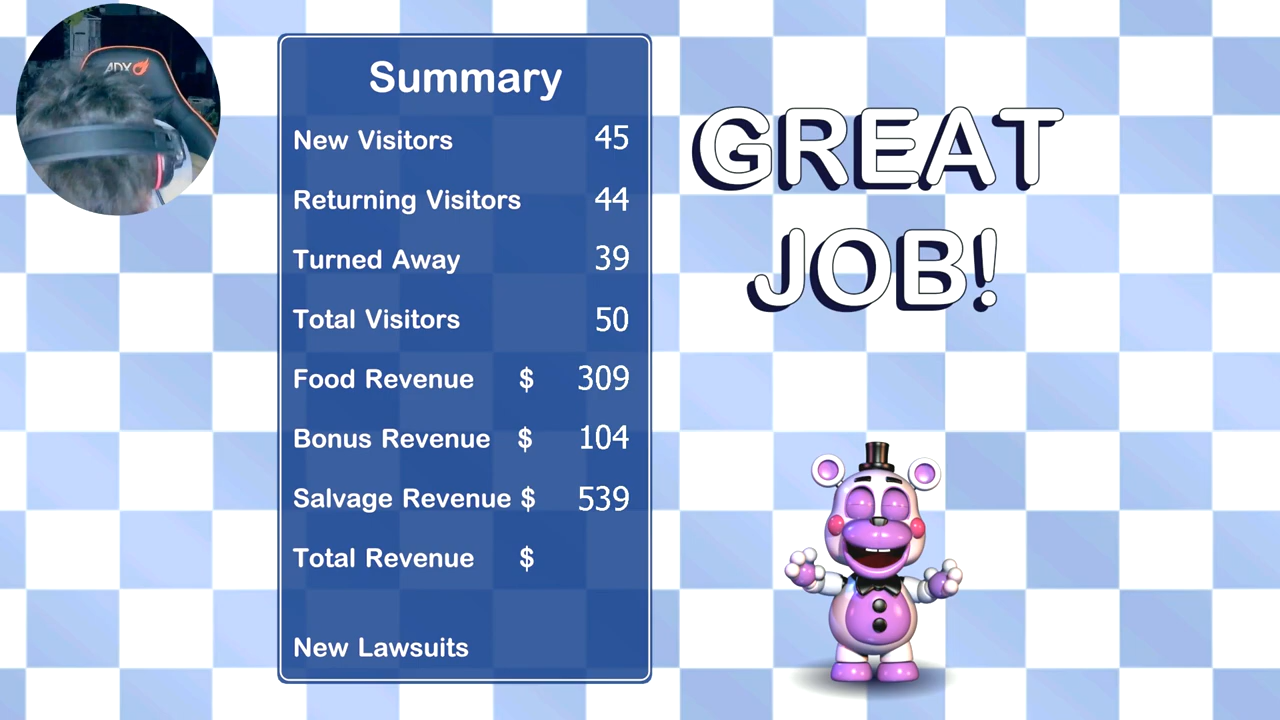 ADX
Summary
New Visitors 45
Returning Visitors 44
Turned Away 39
Total Visitors 50
Food Revenue $ 309
Bonus Revenue $ 104
Salvage Revenue $ 539
Total Revenue $
New Lawsuits
GREAT
JOB!